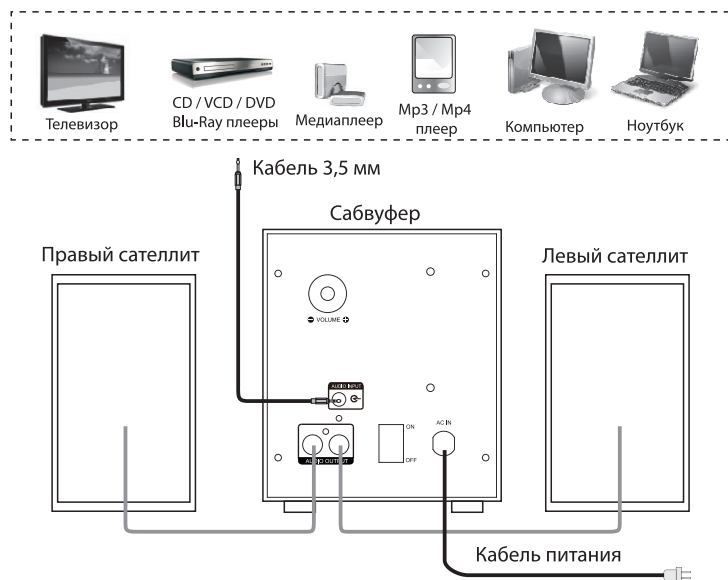 Телевизор
CD / VCD / DVD
Blu-Ray плееры
Медиаплеер
Mp3 / Mp4
плеер
Компьютер
Ноутбук
Кабель 3,5 мм
Сабвуфер
Правый сателлит
Левый сателлит
VOLUME
AUDIO INPUT
ON
OFF
AC IN
AUDIO OUTPUT
Кабель питания